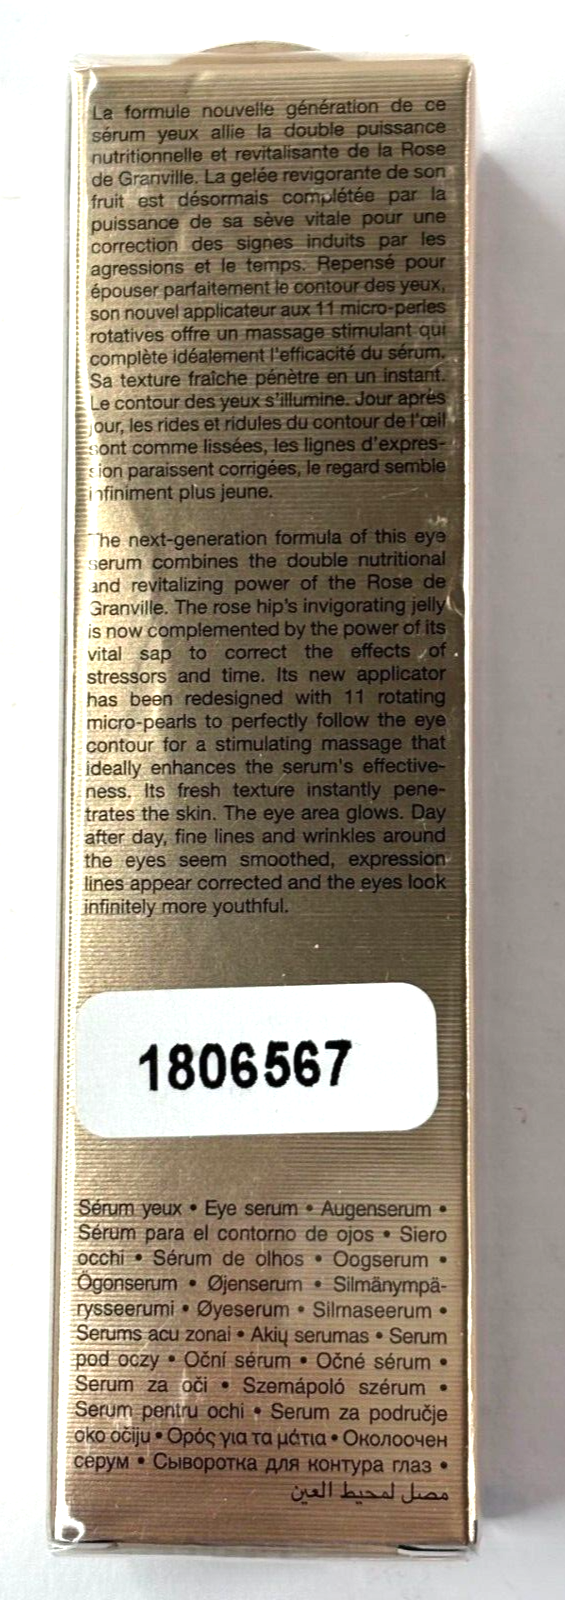 La formule nouvelle génération de ce
sérum yeux allie la double puissance
nutritionnelle et revitalisante de la Rose
de Granville. La gelée revigorante de son
fruit est désormais complétée par la
puissance de sa sève vitale pour une
correction des signes induits par les
agressions et le temps. Repensé pour
épouser parfaitement le contour des yeux,
son nouvel applicateur aux 11 micro-perles
rotatives offre un massage stimulant qui
complète idéalement l'efficacité du sérum.
Sa texture fraîche pénètre en un instant.
Le contour des yeux s'illumine. Jour après
jour, les rides et ridules du contour de l'œil
sont comme lissées, les lignes d'expres-
sion paraissent corrigées, le regard semble
infiniment plus jeune.
The next-generation formula of this eye
serum combines the double nutritional
and revitalizing power of the Rose de
Granville. The rose hip's invigorating jelly
is now complemented by the power of its
vital sap to correct the effects of
stressors and time. Its new applicator
has been redesigned with 11 rotating
micro-pearls to perfectly follow the eye
contour for a stimulating massage that
ideally enhances the serum's effective-
ness. Its fresh texture instantly pene-
trates the skin. The eye area glows. Day
after day, fine lines and wrinkles around
the eyes seem smoothed, expression
lines appear corrected and the eyes look
infinitely more youthful.
1806567
Sérum yeux • Eye serum • Augenserum •
Sérum para el contorno de ojos • Siero
occhi • Sérum de olhos • Oogserum •
Ögonserum • Øjenserum • Silmänympä-
rysseerumi • Øyeserum • Silmaseerum •
Serums acu zonai • Akių serumas • Serum
pod oczy • Oční sérum • Očné sérum •
Serum za oči • Szemápoló szérum •
Serum pentru ochi • Serum za područje
oko očiju • Ορός για τα μάτια • Околоочен
серум • Сыворотка для контура глаз •
مصل لمحيط العين